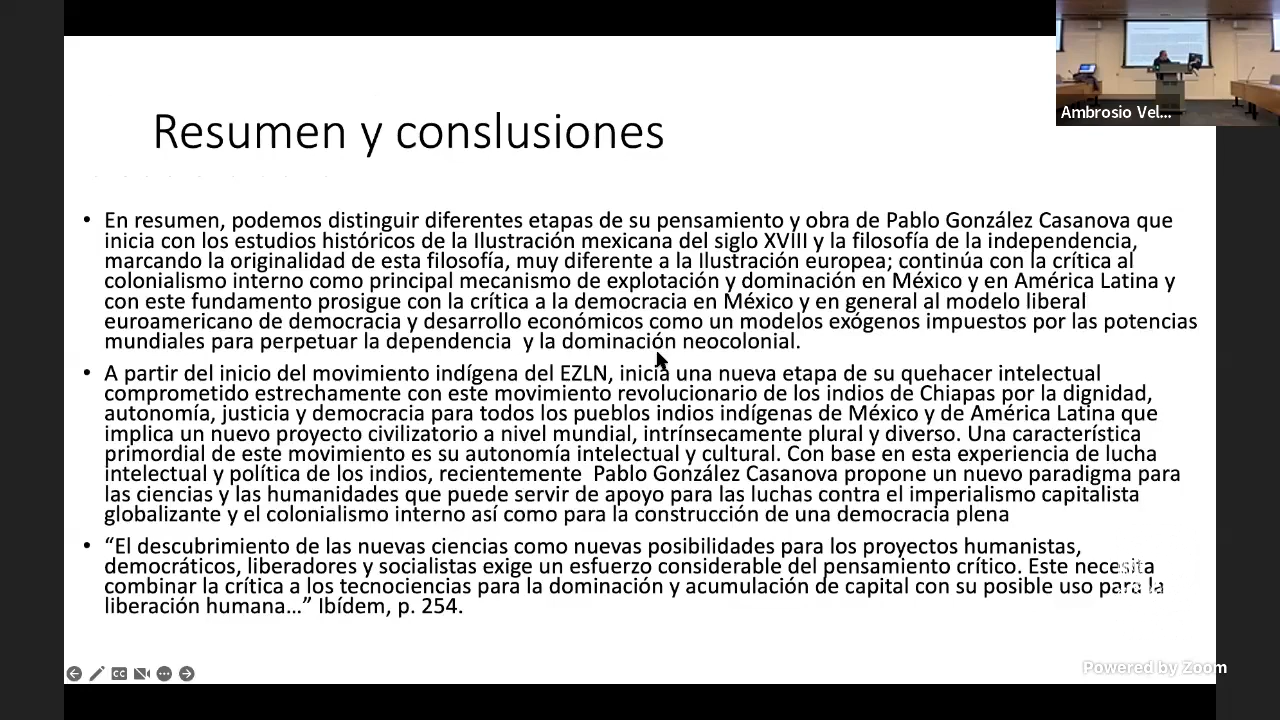 Resumen y conslusiones
• En resumen, podemos distinguir diferentes etapas de su pensamiento y obra de Pablo González Casanova que
inicia con los estudios históricos de la Ilustración mexicana del siglo XVIII y la filosofía de la independencia,
marcando la originalidad de esta filosofía, muy diferente a la Ilustración europea; continúa con la crítica al
colonialismo interno como principal mecanismo de explotación y dominación en México y en América Latina y
con este fundamento prosigue con la crítica a la democracia en México y en general al modelo liberal
euroamericano de democracia y desarrollo económicos como un modelos exógenos impuestos por las potencias
mundiales para perpetuar la dependencia y la dominación neocolonial.
• A partir del inicio del movimiento indígena del EZLN, inicia una nueva etapa de su quehacer intelectual
comprometido estrechamente con este movimiento revolucionario de los indios de Chiapas por la dignidad,
autonomía, justicia y democracia para todos los pueblos indios indígenas de México y de América Latina que
implica un nuevo proyecto civilizatorio a nivel mundial, intrínsecamente plural y diverso. Una característica
primordial de este movimiento es su autonomía intelectual y cultural. Con base en esta experiencia de lucha
intelectual y política de los indios, recientemente Pablo González Casanova propone un nuevo paradigma para
las ciencias y las humanidades que puede servir de apoyo para las luchas contra el imperialismo capitalista
globalizante y el colonialismo interno así como para la construcción de una democracia plena
• “El descubrimiento de las nuevas ciencias como nuevas posibilidades para los proyectos humanistas,
democráticos, liberadores y socialistas exige un esfuerzo considerable del pensamiento crítico. Este necesita
combinar la crítica a los tecnociencias para la dominación y acumulación de capital con su posible uso para la
liberación humana…” Ibídem, p. 254.
Ambrosio Vel...
CC
Powered by Zoom